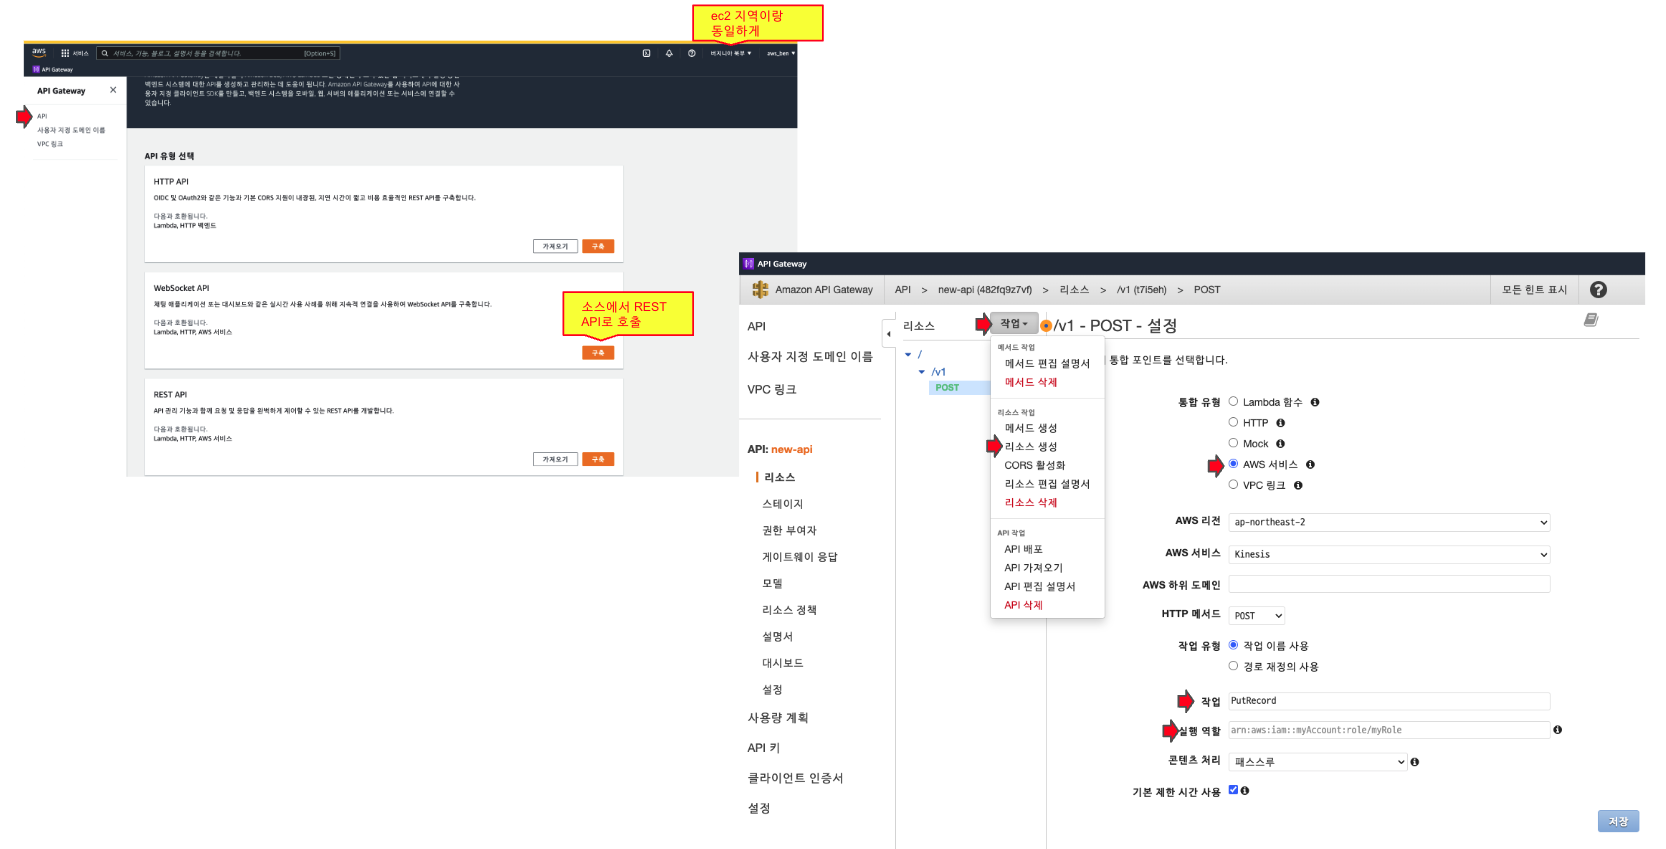 ec2 지역이랑
동일하게
aws
서비스
서비스, 기능, 블로그, 설명서 등을 검색합니다.
[Option+S]
버지니아 북부 ▼
aws_ben ▼
API Gateway
API Gateway
×
API
사용자 지정 도메인 이름
VPC 링크
백엔드 시스템에 대한 API를 생성하고 관리하는 데 도움이 됩니다. Amazon API Gateway를 사용하여 API에 대한 사
용자 지정 클라이언트 SDK를 만들고, 백엔드 시스템을 모바일, 웹, 서버의 애플리케이션 또는 서비스에 연결할 수
있습니다.
API 유형 선택
HTTP API
OIDC 및 OAuth2와 같은 기능과 기본 CORS 지원이 내장된, 지연 시간이 짧고 비용 효율적인 REST API를 구축합니다.
다음과 호환됩니다.
Lambda, HTTP 백엔드
가져오기
구축
WebSocket API
채팅 애플리케이션 또는 대시보드와 같은 실시간 사용 사례를 위해 지속적 연결을 사용하여 WebSocket API를 구축합니다.
다음과 호환됩니다.
Lambda, HTTP, AWS 서비스
소스에서 REST
API로 호출
구축
REST API
API 관리 기능과 함께 요청 및 응답을 완벽하게 제어할 수 있는 REST API를 개발합니다.
다음과 호환됩니다.
Lambda, HTTP, AWS 서비스
가져오기
구축
API Gateway
Amazon API Gateway
API > new-api (482fq9z7vf) > 리소스 > /v1 (t7i5eh) > POST
모든 힌트 표시
API
사용자 지정 도메인 이름
VPC 링크
API: new-api
리소스
스테이지
권한 부여자
게이트웨이 응답
모델
리소스 정책
설명서
대시보드
설정
사용량 계획
API 키
클라이언트 인증서
설정
리소스
작업
/
/v1
POST
메서드 작업
메서드 편집 설명서
메서드 삭제
리소스 작업
메서드 생성
리소스 생성
CORS 활성화
리소스 편집 설명서
리소스 삭제
API 작업
API 배포
API 가져오기
API 편집 설명서
API 삭제
/v1 - POST - 설정
통합 포인트를 선택합니다.
통합 유형
Lambda 함수
HTTP
Mock
AWS 서비스
VPC 링크
AWS 리전 ap-northeast-2
AWS 서비스 Kinesis
AWS 하위 도메인
HTTP 메서드 POST
작업 유형
작업 이름 사용
경로 재정의 사용
작업 PutRecord
실행 역할 arn:aws:iam::myAccount:role/myRole
콘텐츠 처리 패스스루
기본 제한 시간 사용
저장